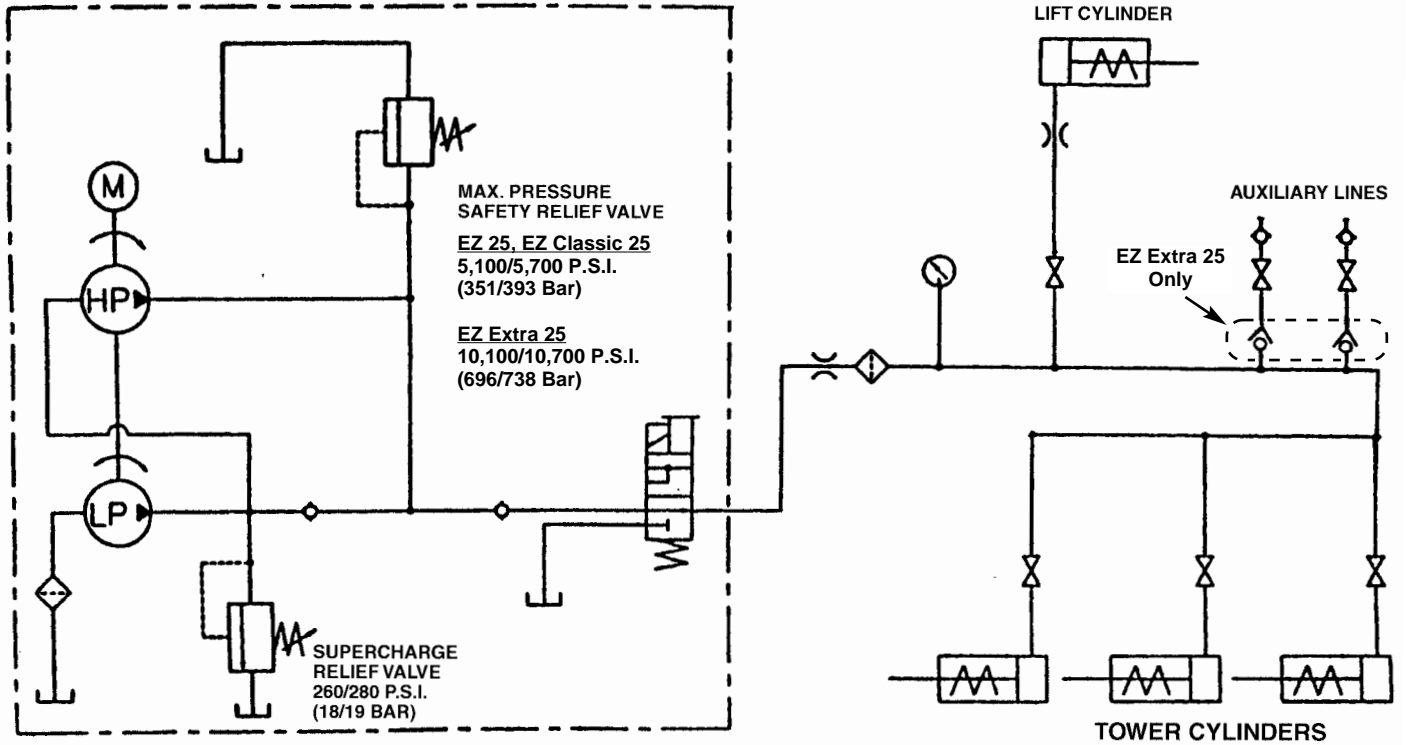 LIFT CYLINDER
M
MAX. PRESSURE
SAFETY RELIEF VALVE
EZ 25, EZ Classic 25
5,100/5,700 P.S.I.
(351/393 Bar)
EZ Extra 25
10,100/10,700 P.S.I.
(696/738 Bar)
HP
LP
AUXILIARY LINES
EZ Extra 25
Only
SUPERCHARGE
RELIEF VALVE
260/280 P.S.I.
(18/19 BAR)
TOWER CYLINDERS